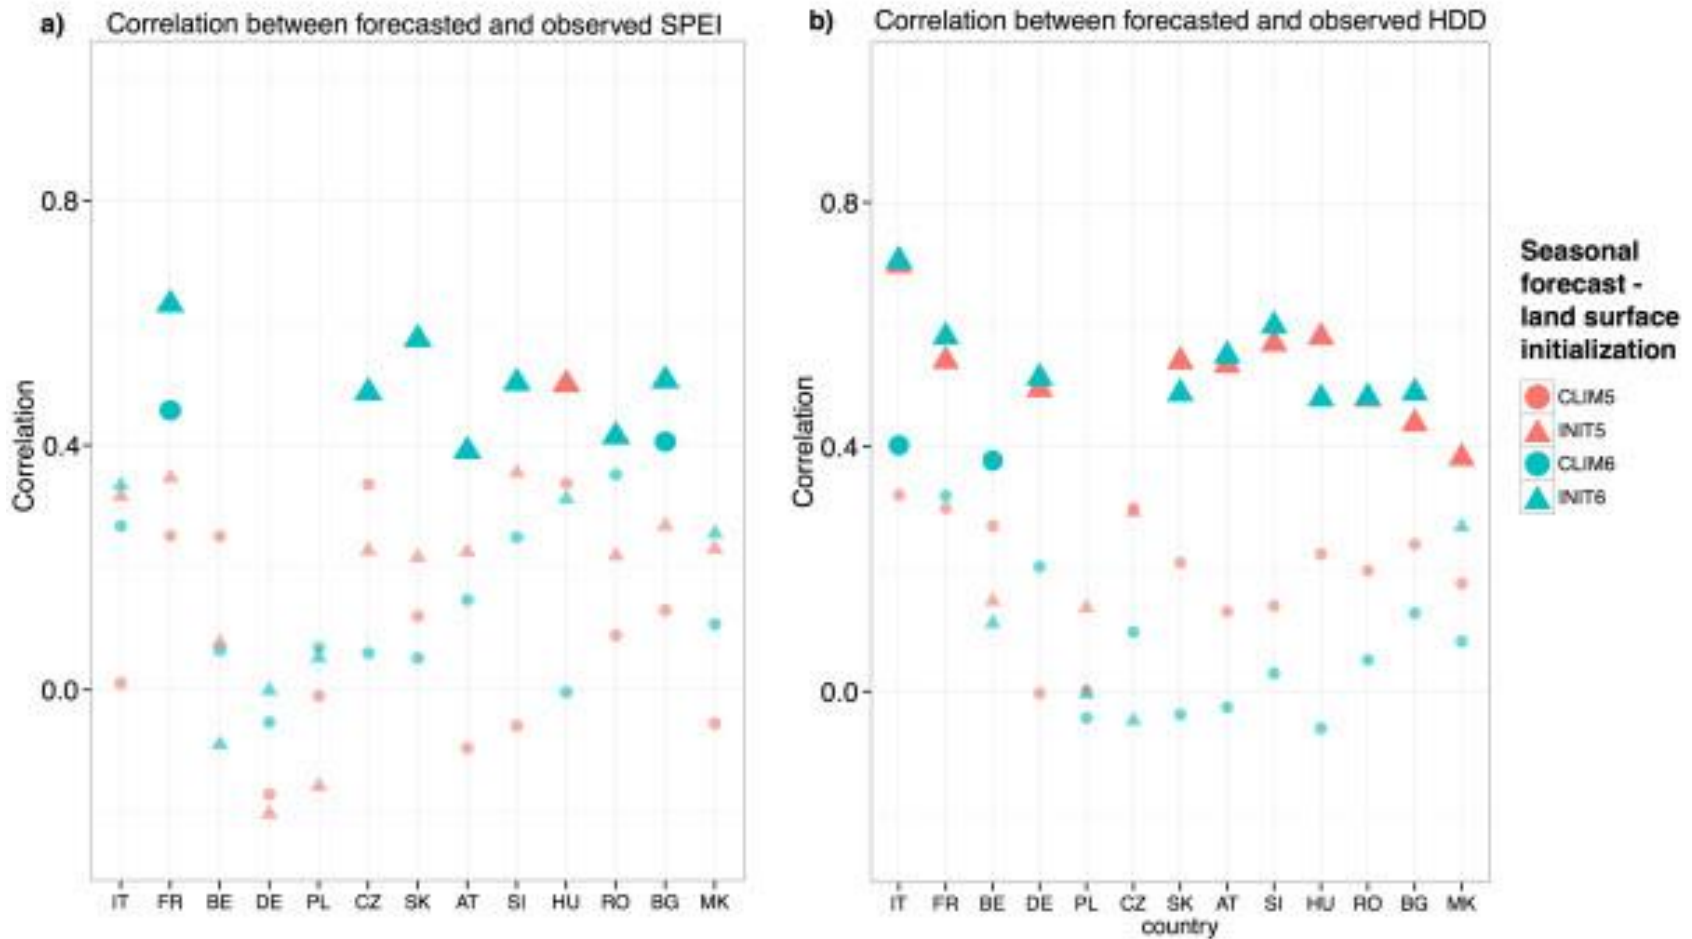 a) Correlation between forecasted and observed SPEI
Correlation
0.8
0.4
0.0
IT FR BE DE PL CZ SK AT SI HU RO BG MK
b) Correlation between forecasted and observed HDD
Correlation
0.8
0.4
0.0
IT FR BE DE PL CZ SK AT SI HU RO BG MK
country
Seasonal
forecast -
land surface
initialization
CLIM5
INIT5
CLIM6
INIT6